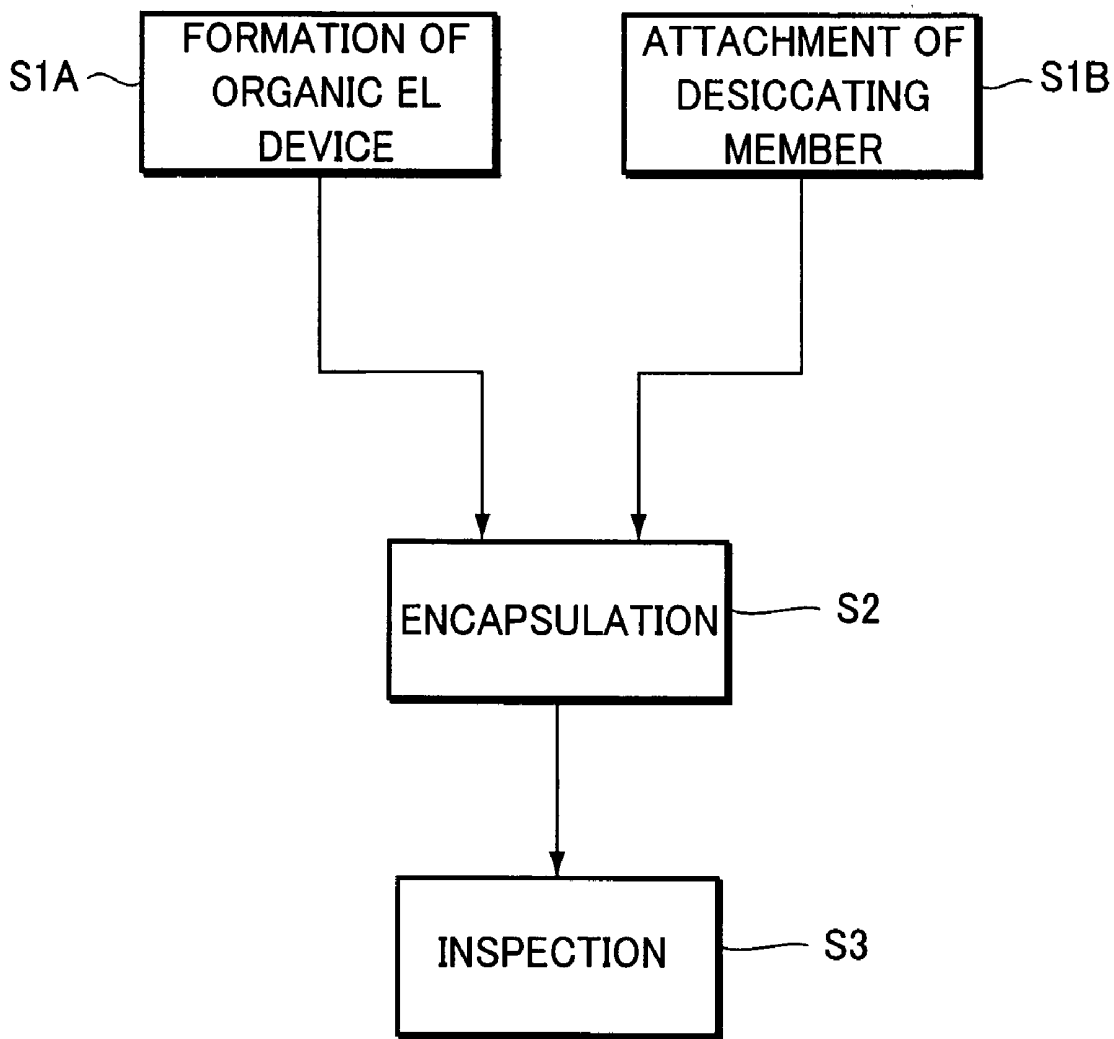 S1A
FORMATION OF
ORGANIC EL
DEVICE
ATTACHMENT OF
DESICCATING
MEMBER
S1B
ENCAPSULATION
S2
INSPECTION
S3